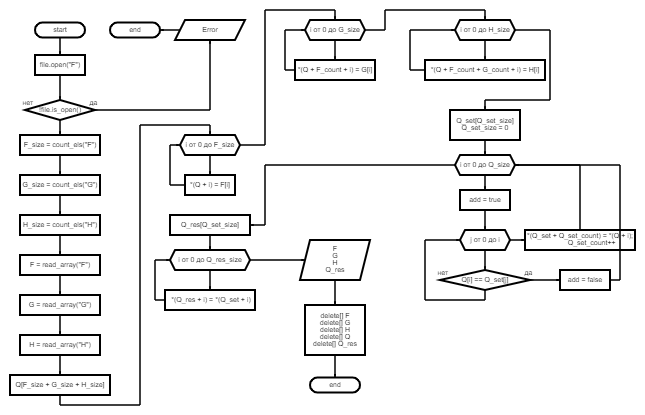 start
file.open("F")
нет
да
!file.is_open()
F_size = count_els("F")
G_size = count_els("G")
H_size = count_els("H")
F = read_array("F")
G = read_array("G")
H = read_array("H")
Q[F_size + G_size + H_size]
end
Error
i от 0 до F_size
*(Q + i) = F[i]
i от 0 до G_size
*(Q + F_count + i) = G[i]
i от 0 до H_size
*(Q + F_count + G_count + i) = H[i]
Q_set[Q_set_size]
Q_set_size = 0
i от 0 до Q_size
add = true
j от 0 до i
*(Q_set + Q_set_count) = *(Q + i);
Q_set_count++
нет
да
Q[i] == Q_set[j]
add = false
Q_res[Q_set_size]
i от 0 до Q_res_size
*(Q_res + i) = *(Q_set + i)
F
G
H
Q_res
delete[] F
delete[] G
delete[] H
delete[] Q
delete[] Q_res
end